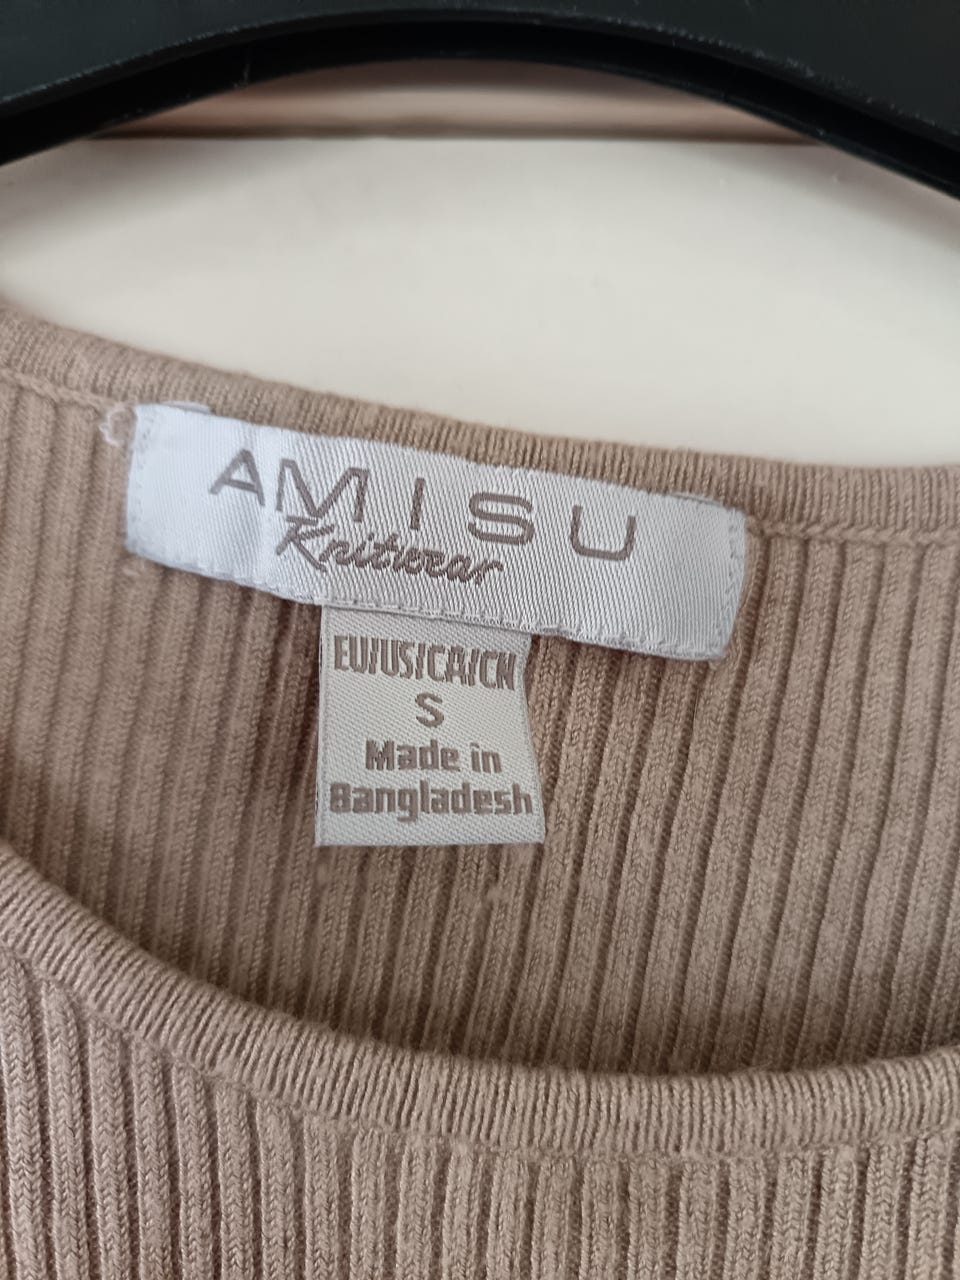 AMISU
Knitwear
EU/US/CA/CN
S
Made in
Bangladesh